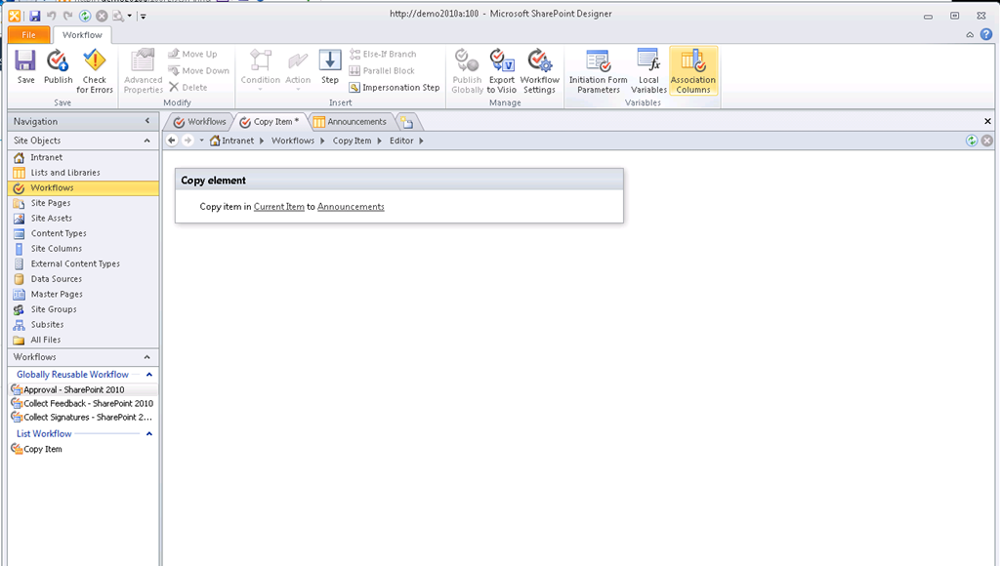 http://demo2010a:100 - Microsoft SharePoint Designer
File Workflow
Save Publish Check for Errors
Save
Advanced Properties Move Up Move Down Delete
Modify
Condition Action Step Else-If Branch Parallel Block Impersonation Step
Insert
Publish Globally Export to Visio Workflow Settings
Manage
Initiation Form Parameters Local Variables Association Columns
Variables
Navigation
Workflows Copy Item * Announcements
Intranet Workflows Copy Item Editor
Site Objects
Intranet
Lists and Libraries
Workflows
Site Pages
Site Assets
Content Types
Site Columns
External Content Types
Data Sources
Master Pages
Site Groups
Subsites
All Files
Workflows
Globally Reusable Workflow
Approval - SharePoint 2010
Collect Feedback - SharePoint 2010
Collect Signatures - SharePoint 2...
List Workflow
Copy Item
Copy element
Copy item in Current Item to Announcements